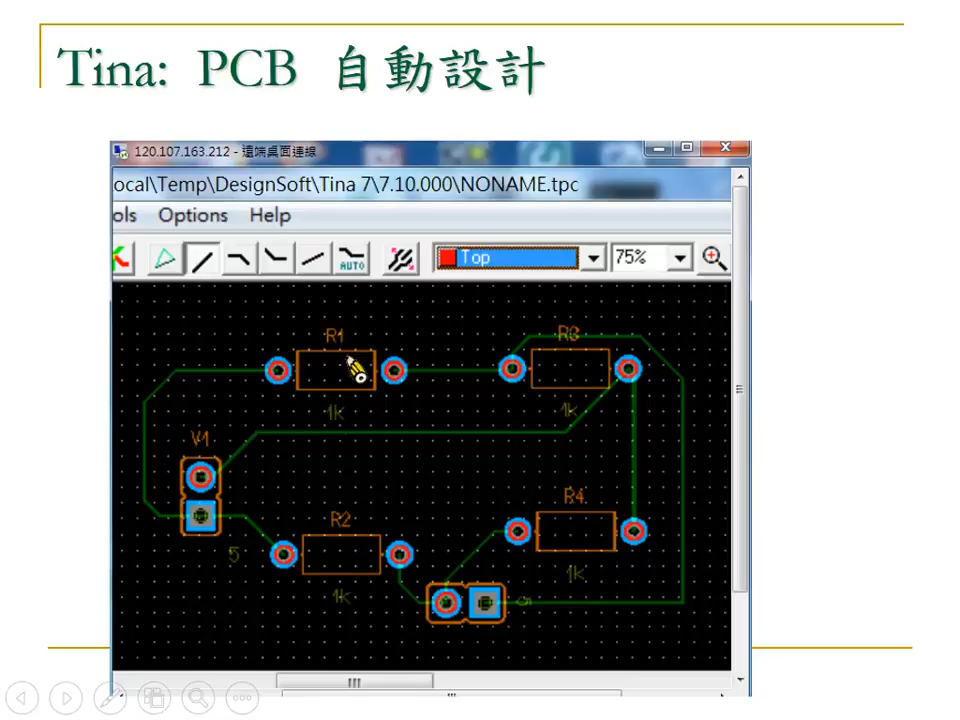 Tina: PCB 自動設計
120.107.163.212 - 遠端桌面連線
ocal\Temp\DesignSoft\Tina 7\7.10.000\NONAME.tpc
ols Options Help
AUTO Top 75%
R1 R3
1k 1k
V1
R4
R2
5
1k
1k